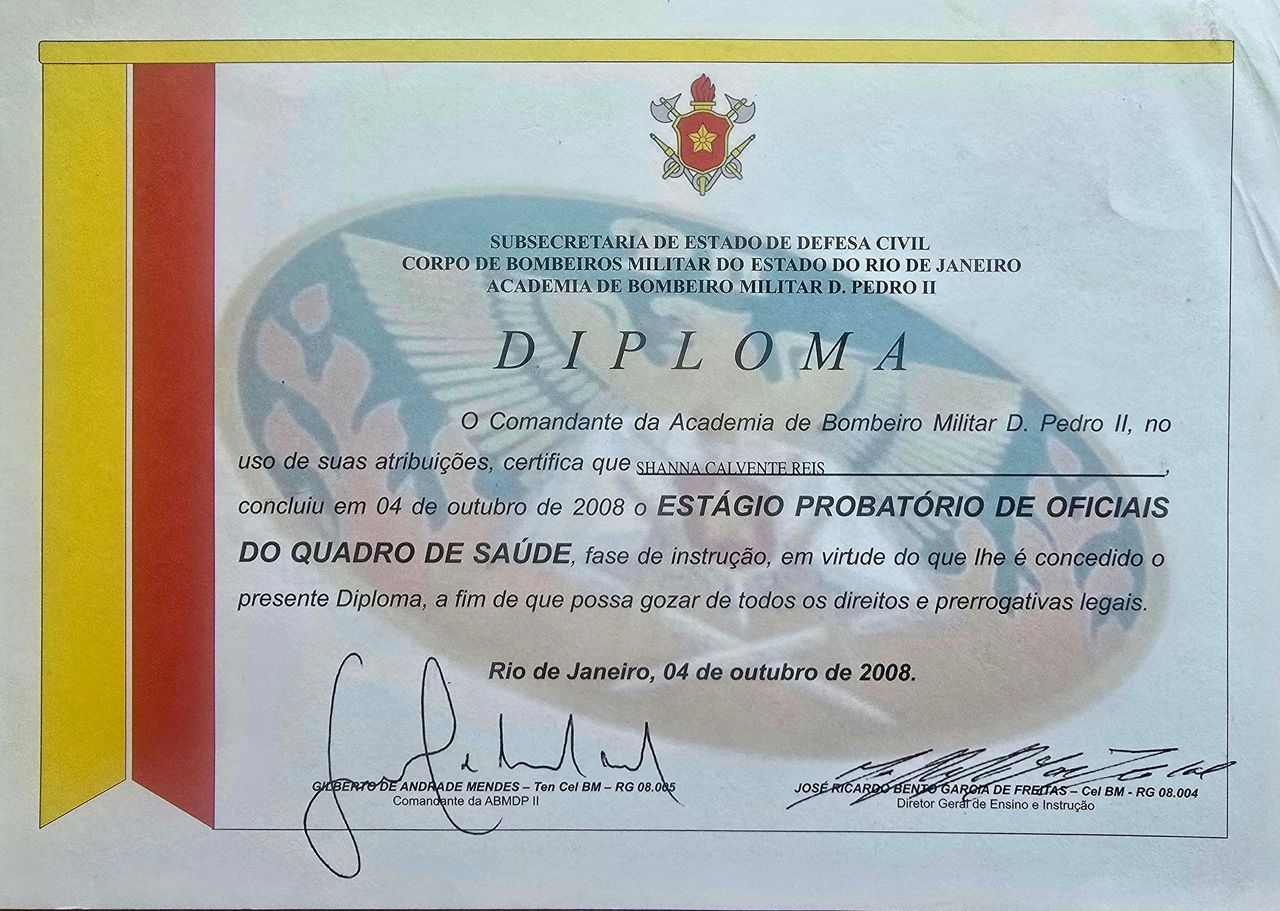 SUBSECRETARIA DE ESTADO DE DEFESA CIVIL
CORPO DE BOMBEIROS MILITAR DO ESTADO DO RIO DE JANEIRO
ACADEMIA DE BOMBEIRO MILITAR D. PEDRO II
DIPLOMA
O Comandante da Academia de Bombeiro Militar D. Pedro II, no
uso de suas atribuições, certifica que SHANNA CALVENTE REIS,
concluiu em 04 de outubro de 2008 o ESTÁGIO PROBATÓRIO DE OFICIAIS
DO QUADRO DE SAÚDE, fase de instrução, em virtude do que lhe é concedido o
presente Diploma, a fim de que possa gozar de todos os direitos e prerrogativas legais.
Rio de Janeiro, 04 de outubro de 2008.
GILBERTO DE ANDRADE MENDES – Ten Cel BM – RG 08.005
Comandante da ABMDP II
JOSÉ RICARDO BENTO GARCIA DE FREITAS – Cel BM - RG 08.004
Diretor Geral de Ensino e Instrução